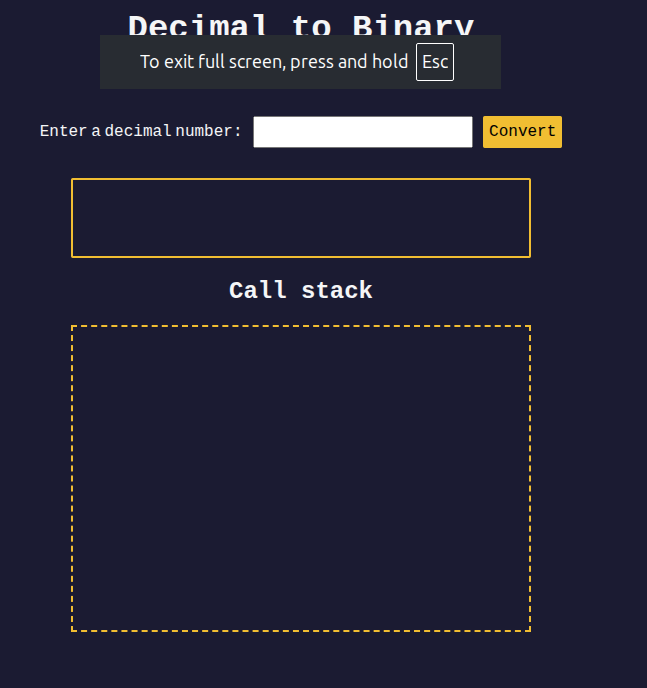 Decimal to Binary
To exit full screen, press and hold Esc
Enter a decimal number:
Convert
Call stack